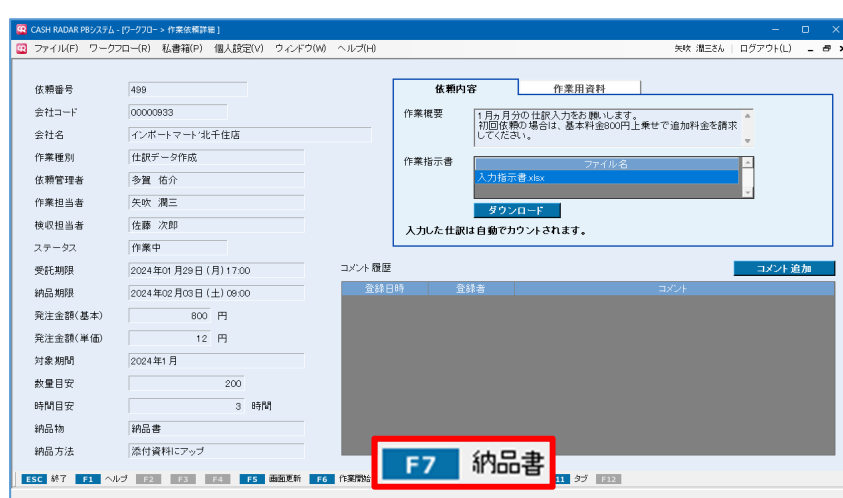 CASH RADAR PBシステム - [ワークフロー > 作業依頼詳細 ]
ファイル(F) ワークフロー(R) 私書箱(P) 個人設定(V) ウィンドウ(W) ヘルプ(H) 矢吹 潤三さん ログアウト(L)
依頼番号 499
会社コード 00000933
会社名 インポートマート北千住店
作業種別 仕訳データ作成
依頼管理者 多賀 佑介
作業担当者 矢吹 潤三
検収担当者 佐藤 次郎
ステータス 作業中
受託期限 2024年01月29日(月)17:00
納品期限 2024年02月03日(土)09:00
発注金額(基本) 800 円
発注金額(単価) 12 円
対象期間 2024年1月
数量目安 200
時間目安 3 時間
納品物 納品書
納品方法 添付資料にアップ
依頼内容 作業用資料
作業概要 1月ヵ月分の仕訳入力をお願いします。
初回依頼の場合は、基本料金800円上乗せで追加料金を請求
してください。
作業指示書 ファイル名
入力指示書.xlsx
ダウンロード
入力した仕訳は自動でカウントされます。
コメント履歴 コメント追加
登録日時 登録者 コメント
F7 納品書
ESC 終了 F1 ヘルプ F2 F3 F4 F5 画面更新 F6 作業開始 11 タブ F12